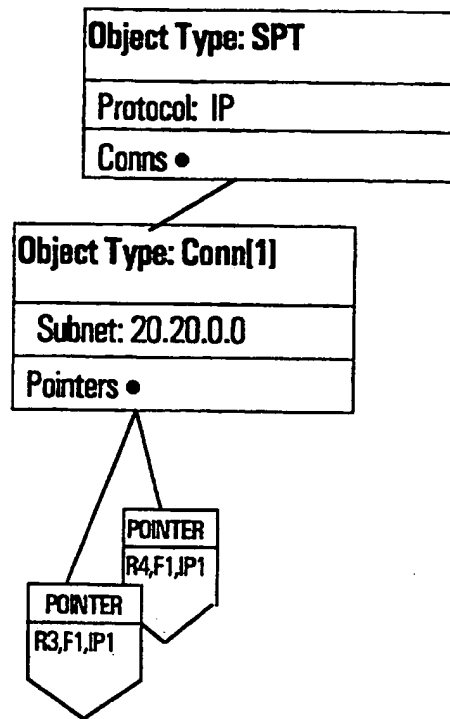 Object Type: SPT
Protocol: IP
Conns •
Object Type: Conn[1]
Subnet: 20.20.0.0
Pointers •
POINTER
R4,F1,IP1
POINTER
R3,F1,IP1